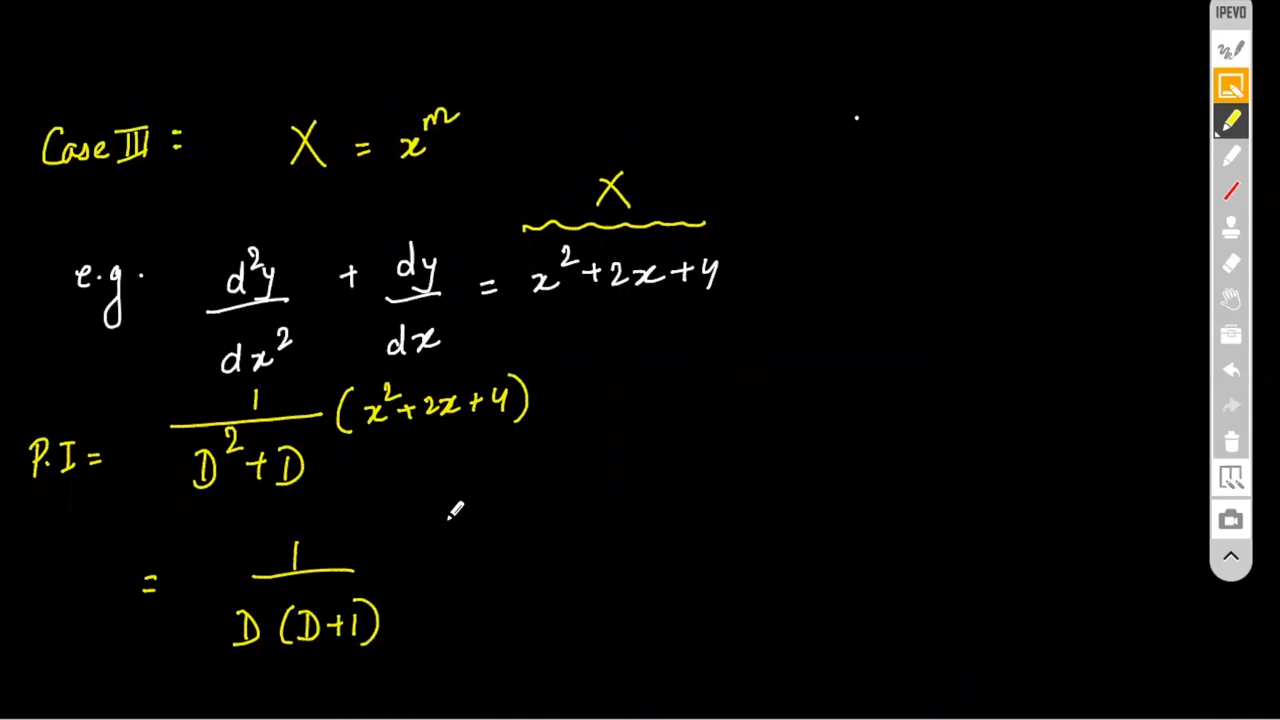 IPEVO
Case III : X = x^m
X
e.g. d²y/dx² + dy/dx = x² + 2x + 4
P.I = 1/(D² + D) (x² + 2x + 4)
= 1/(D (D+1))